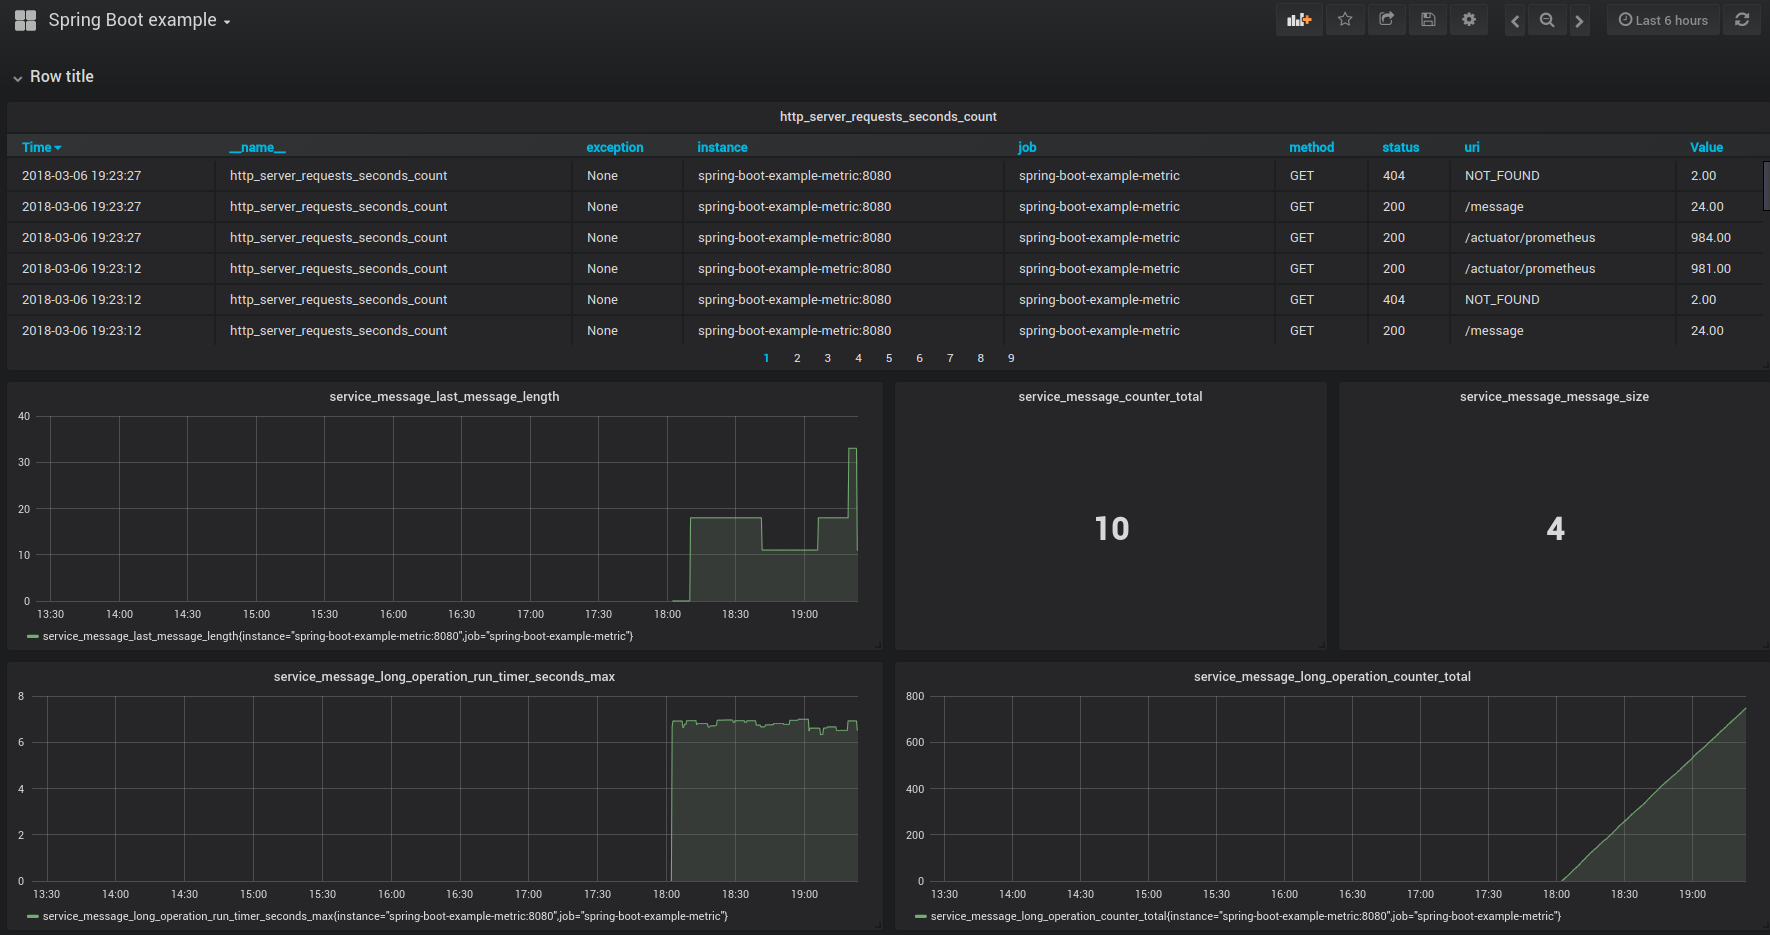 Spring Boot example
Last 6 hours
Row title
http_server_requests_seconds_count
Time __name__ exception instance job method status uri Value
2018-03-06 19:23:27 http_server_requests_seconds_count None spring-boot-example-metric:8080 spring-boot-example-metric GET 404 NOT_FOUND 2.00
2018-03-06 19:23:27 http_server_requests_seconds_count None spring-boot-example-metric:8080 spring-boot-example-metric GET 200 /message 24.00
2018-03-06 19:23:27 http_server_requests_seconds_count None spring-boot-example-metric:8080 spring-boot-example-metric GET 200 /actuator/prometheus 984.00
2018-03-06 19:23:12 http_server_requests_seconds_count None spring-boot-example-metric:8080 spring-boot-example-metric GET 200 /actuator/prometheus 981.00
2018-03-06 19:23:12 http_server_requests_seconds_count None spring-boot-example-metric:8080 spring-boot-example-metric GET 404 NOT_FOUND 2.00
2018-03-06 19:23:12 http_server_requests_seconds_count None spring-boot-example-metric:8080 spring-boot-example-metric GET 200 /message 24.00
1 2 3 4 5 6 7 8 9
service_message_last_message_length
40
30
20
10
0
13:30 14:00 14:30 15:00 15:30 16:00 16:30 17:00 17:30 18:00 18:30 19:00
service_message_last_message_length{instance="spring-boot-example-metric:8080",job="spring-boot-example-metric"}
service_message_counter_total
10
service_message_message_size
4
service_message_long_operation_run_timer_seconds_max
8
6
4
2
0
13:30 14:00 14:30 15:00 15:30 16:00 16:30 17:00 17:30 18:00 18:30 19:00
service_message_long_operation_run_timer_seconds_max{instance="spring-boot-example-metric:8080",job="spring-boot-example-metric"}
service_message_long_operation_counter_total
800
600
400
200
0
13:30 14:00 14:30 15:00 15:30 16:00 16:30 17:00 17:30 18:00 18:30 19:00
service_message_long_operation_counter_total{instance="spring-boot-example-metric:8080",job="spring-boot-example-metric"}